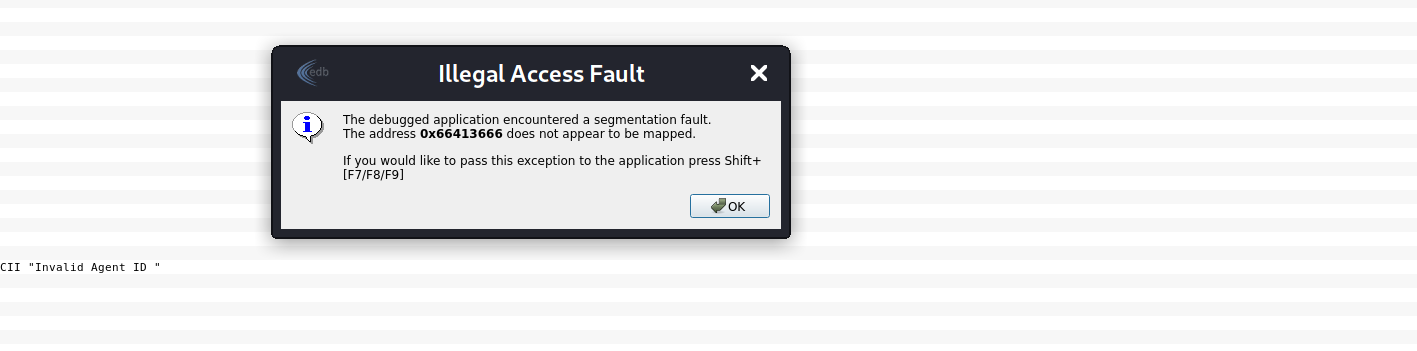 edb
Illegal Access Fault
The debugged application encountered a segmentation fault.
The address 0x66413666 does not appear to be mapped.
If you would like to pass this exception to the application press Shift+
[F7/F8/F9]
OK
CII "Invalid Agent ID "